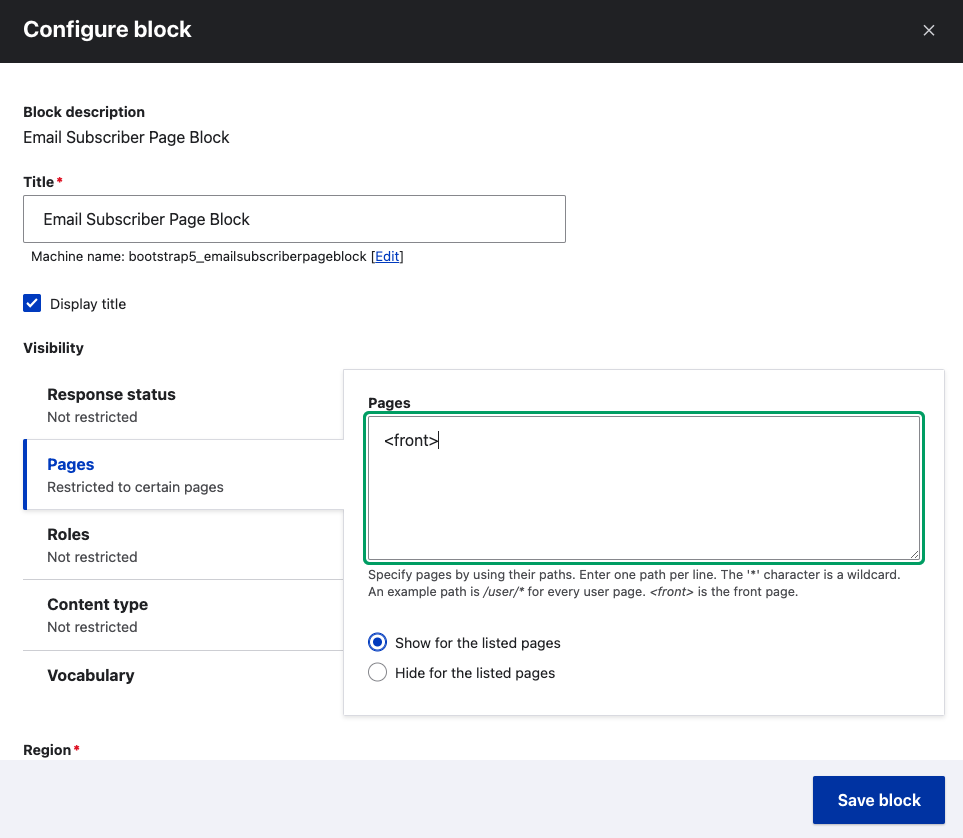 Configure block
Block description
Email Subscriber Page Block
Title*
Email Subscriber Page Block
Machine name: bootstrap5_emailsubscriberpageblock [Edit]
Display title
Visibility
Response status
Not restricted
Pages
Restricted to certain pages
Roles
Not restricted
Content type
Not restricted
Vocabulary
Pages
<front>
Specify pages by using their paths. Enter one path per line. The '*' character is a wildcard.
An example path is /user/* for every user page. <front> is the front page.
Show for the listed pages
Hide for the listed pages
Region*
Save block